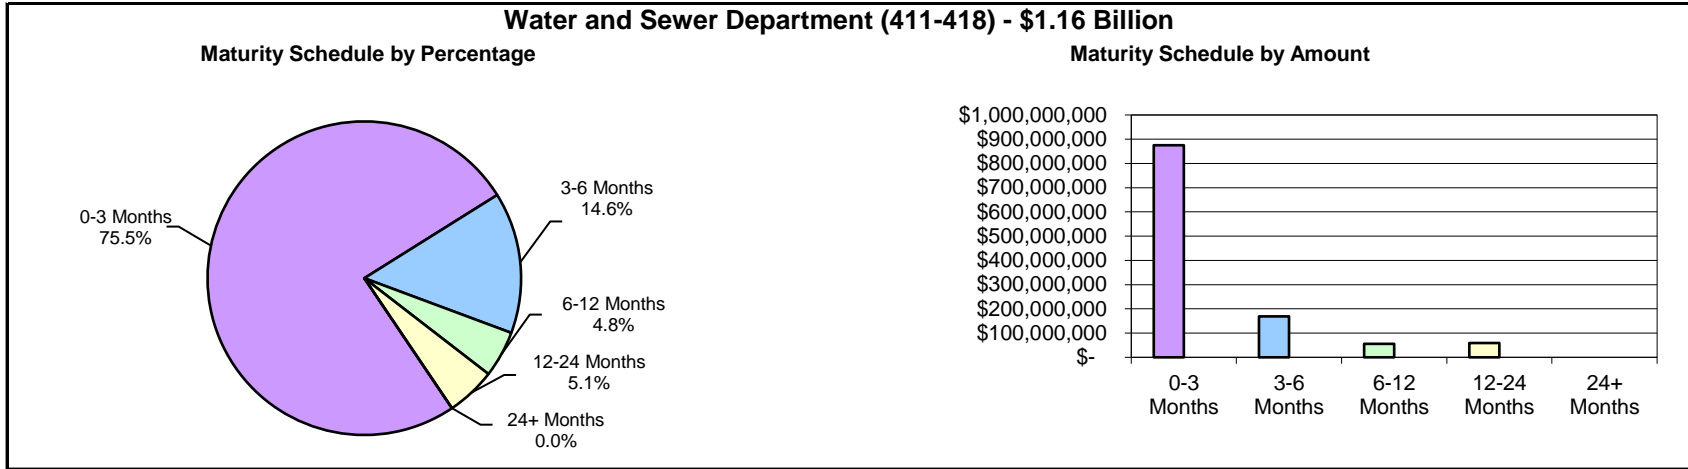 Water and Sewer Department (411-418) - $1.16 Billion
Maturity Schedule by Percentage
0-3 Months
75.5%
3-6 Months
14.6%
6-12 Months
4.8%
12-24 Months
5.1%
24+ Months
0.0%
Maturity Schedule by Amount
$1,000,000,000
$900,000,000
$800,000,000
$700,000,000
$600,000,000
$500,000,000
$400,000,000
$300,000,000
$200,000,000
$100,000,000
$-
0-3
Months
3-6
Months
6-12
Months
12-24
Months
24+
Months